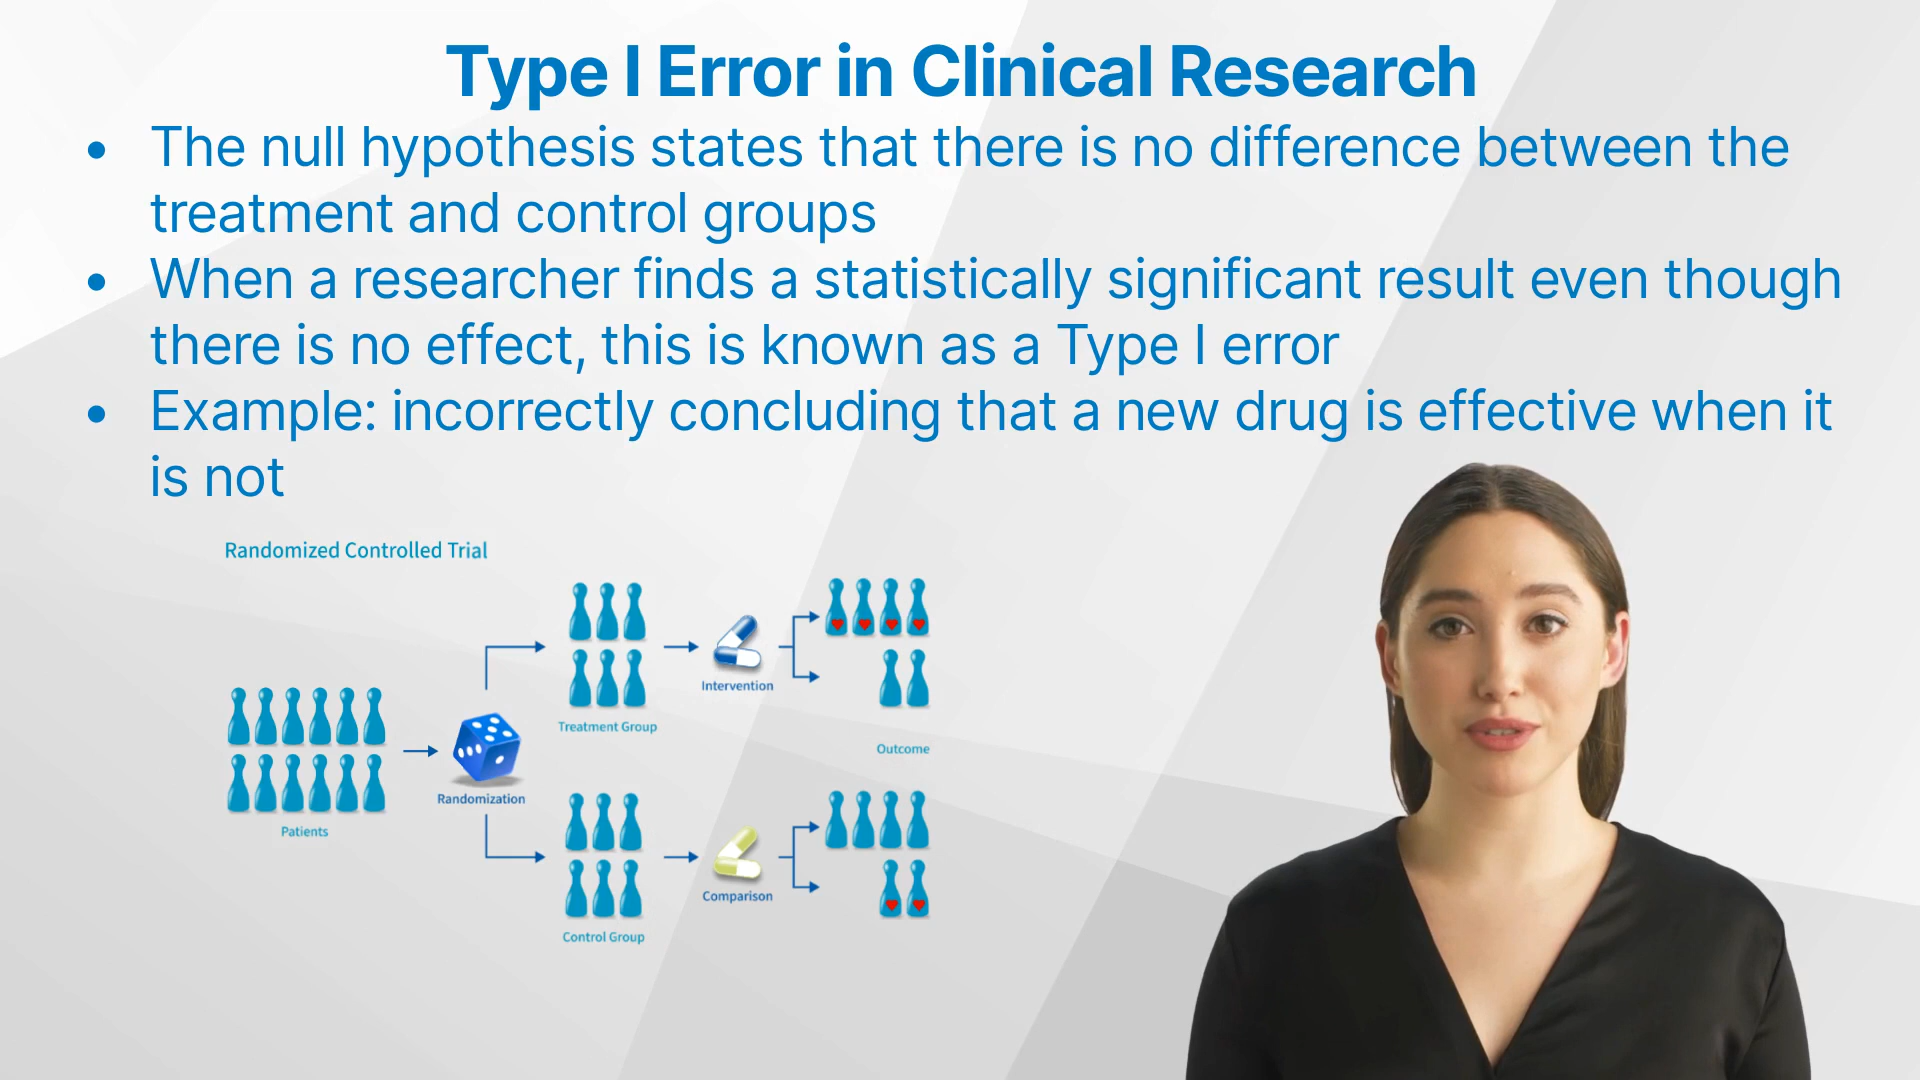 Type I Error in Clinical Research
• The null hypothesis states that there is no difference between the
treatment and control groups
• When a researcher finds a statistically significant result even though
there is no effect, this is known as a Type I error
• Example: incorrectly concluding that a new drug is effective when it
is not
Randomized Controlled Trial
Intervention
Treatment Group
Outcome
Randomization
Patients
Comparison
Control Group